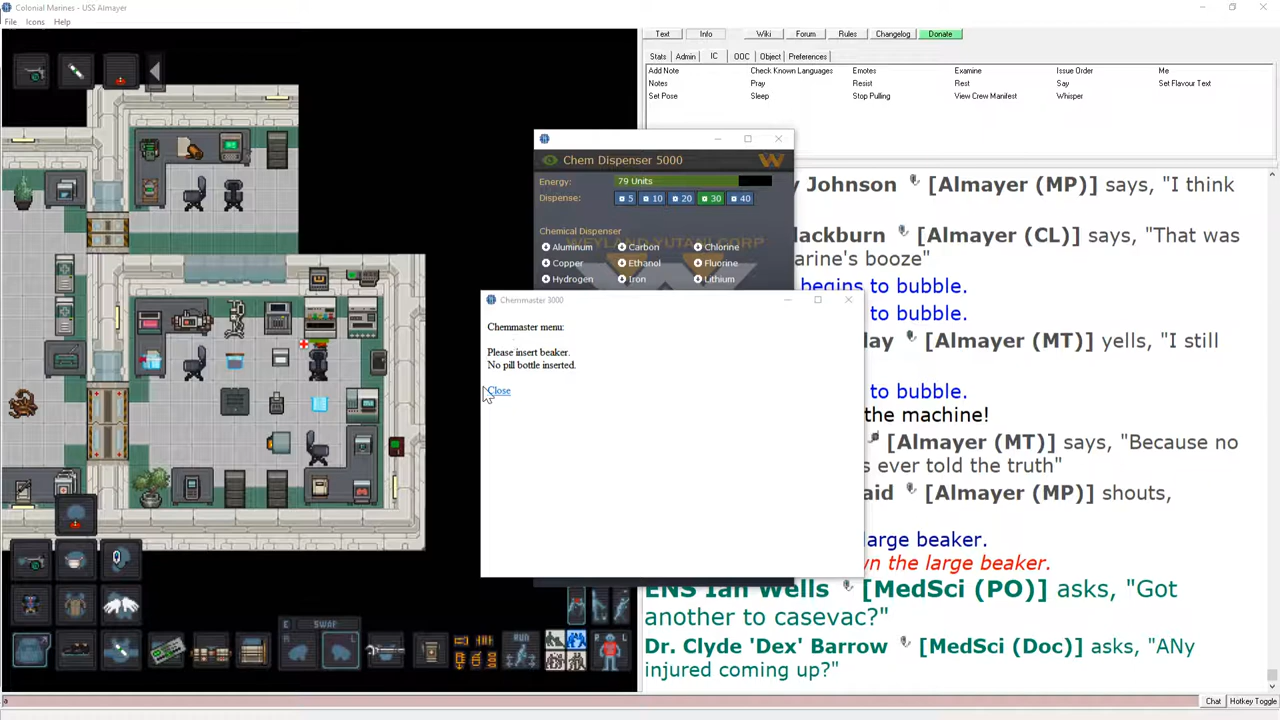 Colonial Marines - USS Almayer
File Icons Help
Text Info Wiki Forum Rules Changelog Donate
Stats Admin IC OOC Object Preferences
Add Note Check Known Languages Emotes Examine Issue Order Me
Notes Pray Resist Rest Say Set Flavour Text
Set Pose Sleep Stop Pulling View Crew Manifest Whisper
Chem Dispenser 5000
Energy: 79 Units
Dispense: 5 10 20 30 40
Chemical Dispenser
WEYLAND-YUTANI CORP
Aluminum Carbon Chlorine
Copper Ethanol Fluorine
Hydrogen Iron Lithium
Chemmaster 3000
Chemmaster menu:
Please insert beaker.
No pill bottle inserted.
Close
y Johnson [Almayer (MP)] says, "I think
lackburn [Almayer (CL)] says, "That was
arine's booze"
begins to bubble.
to bubble.
lay [Almayer (MT)] yells, "I still
to bubble.
the machine!
[Almayer (MT)] says, "Because no
s ever told the truth"
aid [Almayer (MP)] shouts,
arge beaker.
n the large beaker.
ENS Ian Wells [MedSci (PO)] asks, "Got
another to casevac?"
Dr. Clyde 'Dex' Barrow [MedSci (Doc)] asks, "ANy
injured coming up?"
E SWAP
R L
RUN
R L
a
Chat Hotkey Toggle